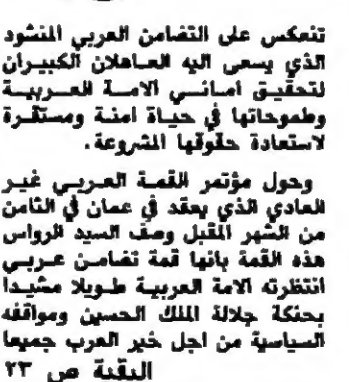 تنعكس على التضامن العربي المنشود
الذي يسعى اليه العاهلان الكبيران
لتحقيق اماني الامة العربية
وطموحاتها في حياة امنة ومستقرة
لاستعادة حقوقها المشروعة.
وحول مؤتمر القمة العربي غير
العادي الذي يعقد في عمان في الثامن
من الشهر المقبل وصف السيد الرواس
هذه القمة بانها قمة تضامن عربي
انتظرته الامة العربية طويلا مشيدا
بحنكة جلالة الملك الحسين ومواقفه
السياسية من اجل خير العرب جميعا
البقية ص ٢٣